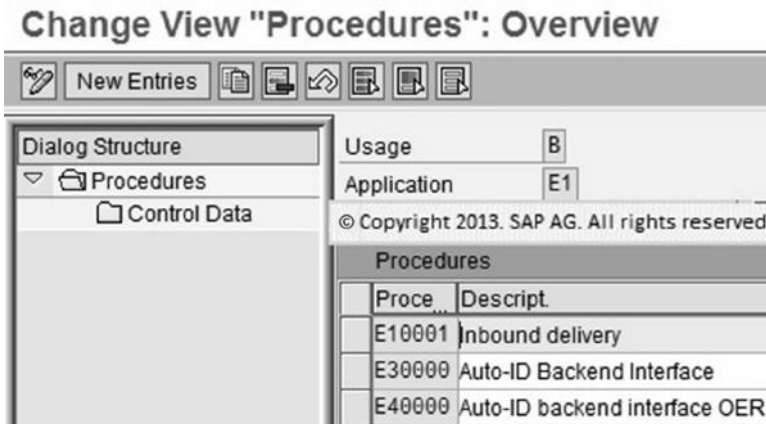 Change View "Procedures": Overview
New Entries
Dialog Structure
Procedures
Control Data
Usage B
Application E1
© Copyright 2013. SAP AG. All rights reserved
Procedures
Proce... Descript.
E10001 Inbound delivery
E30000 Auto-ID Backend Interface
E40000 Auto-ID backend interface OER